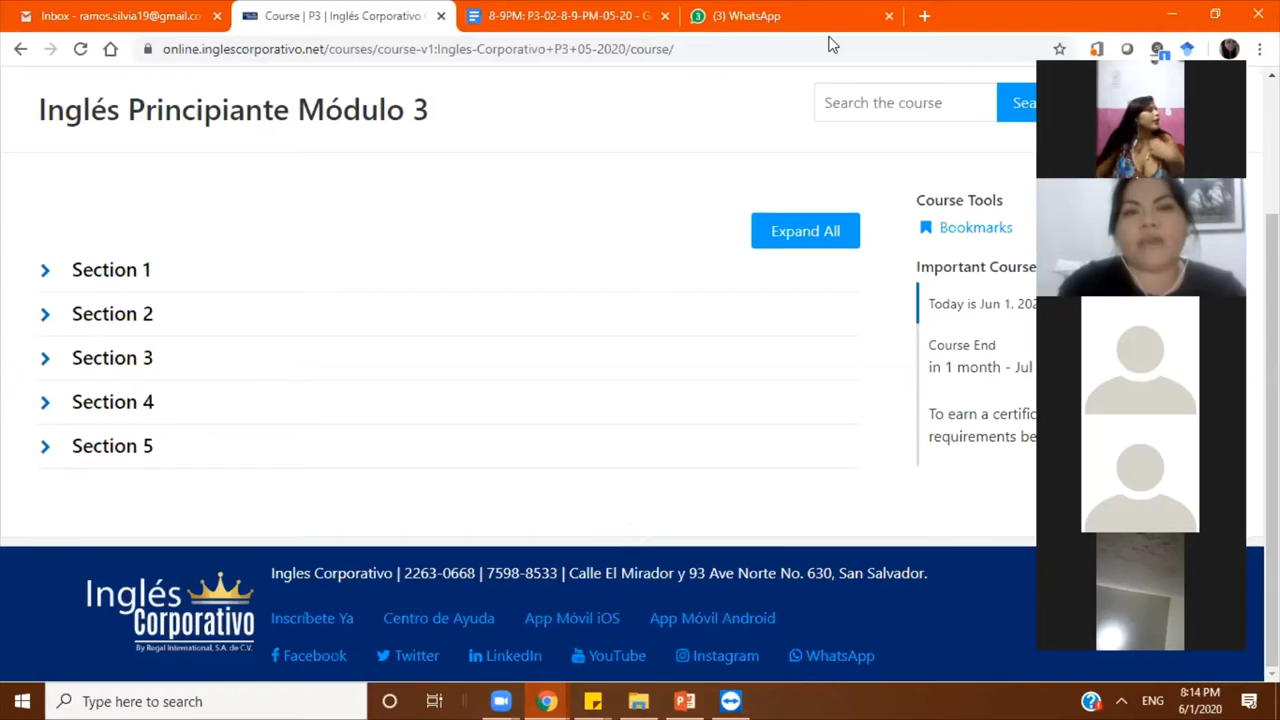 Inbox - ramos.silvia19@gmail.co
Course | P3 | Inglés Corporativo
8-9PM: P3-02-8-9-PM-05-20 - G
(3) WhatsApp
online.inglescorporativo.net/courses/course-v1:Ingles-Corporativo+P3+05-2020/course/
Inglés Principiante Módulo 3
Search the course
Sea
Course Tools
Bookmarks
Expand All
Important Course
Section 1
Section 2
Section 3
Section 4
Section 5
Today is Jun 1, 202
Course End
in 1 month - Jul
To earn a certific
requirements be
Inglés
Corporativo
By Regal International, S.A. de C.V.
Ingles Corporativo | 2263-0668 | 7598-8533 | Calle El Mirador y 93 Ave Norte No. 630, San Salvador.
Inscríbete Ya
Centro de Ayuda
App Móvil iOS
App Móvil Android
Facebook
Twitter
LinkedIn
YouTube
Instagram
WhatsApp
Type here to search
ENG
8:14 PM
6/1/2020